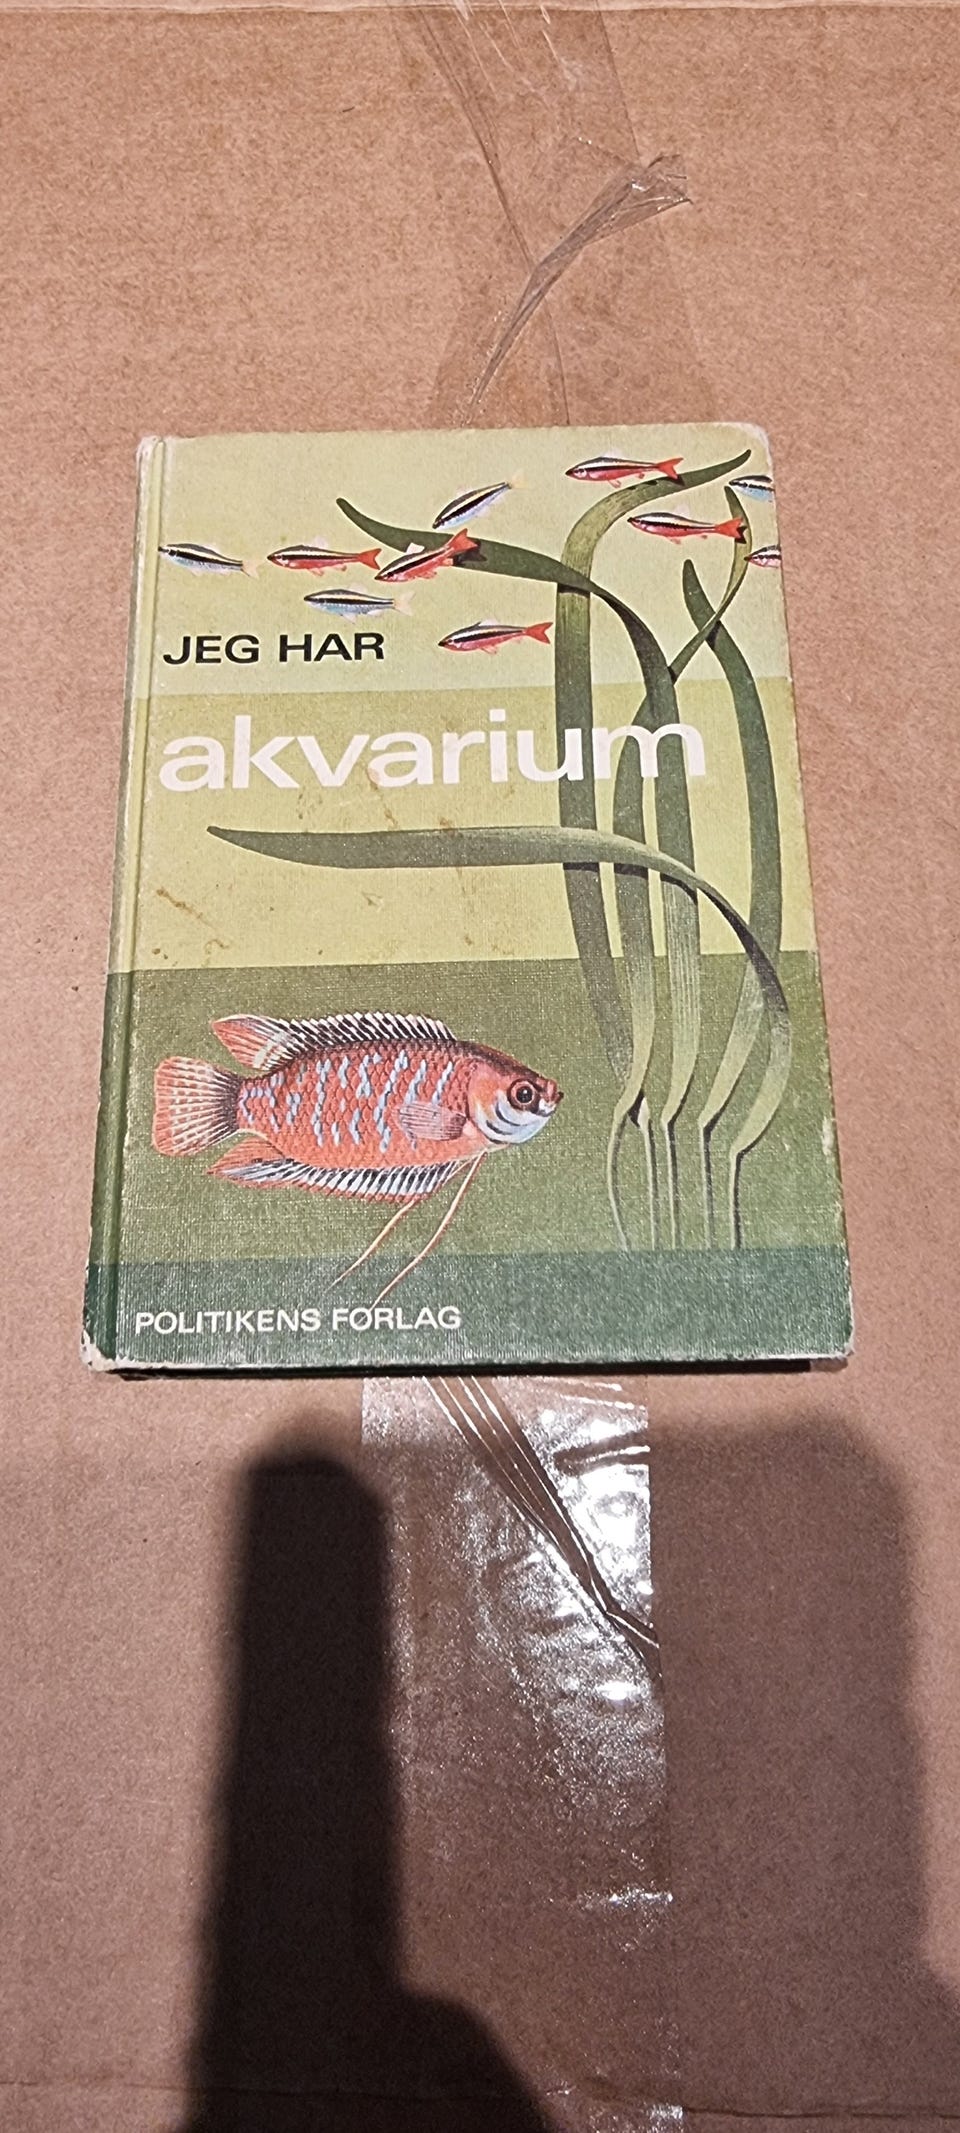 JEG HAR
akvarium
POLITIKENS FORLAG